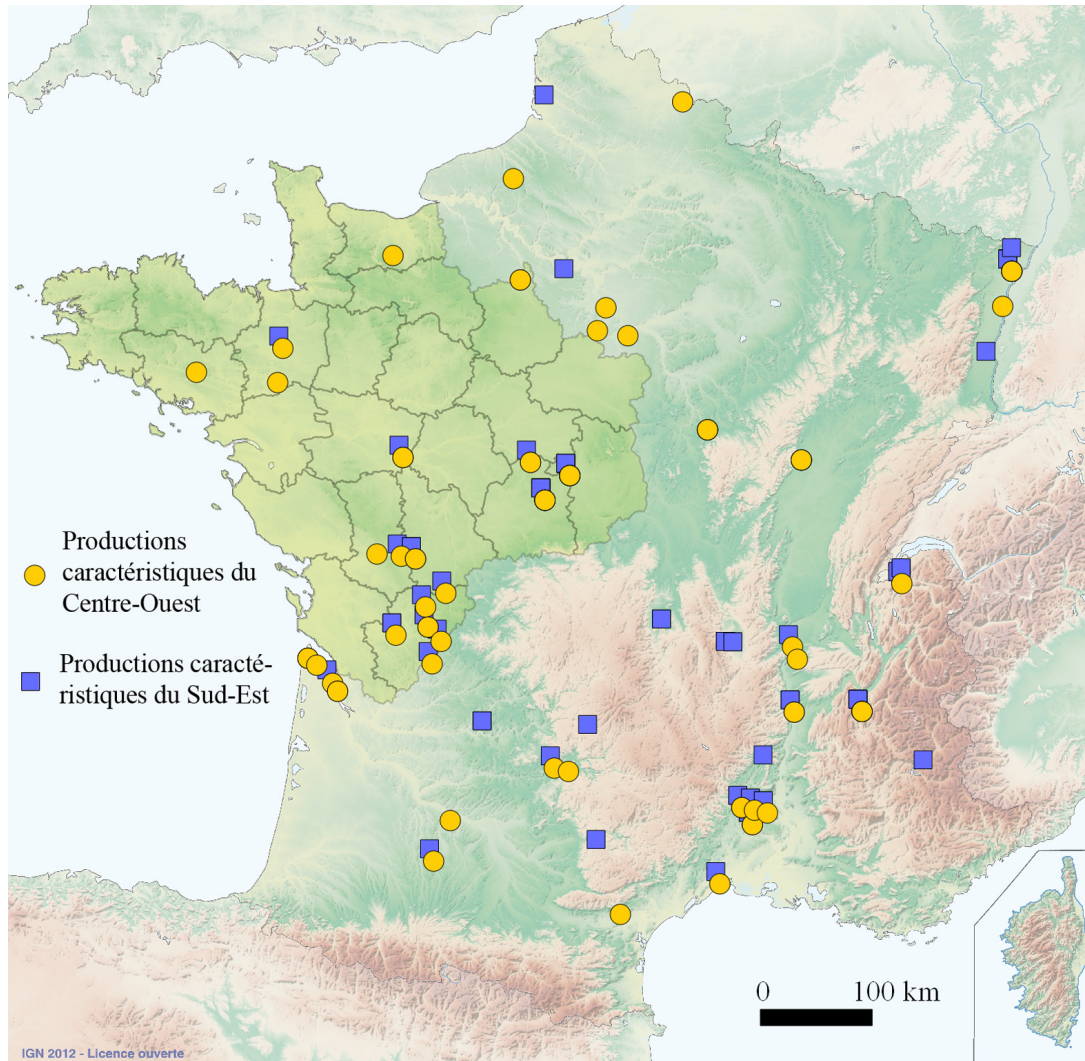 Productions
caractéristiques du
Centre-Ouest
Productions caracté-
ristiques du Sud-Est
0 100 km
IGN 2012 - Licence ouverte